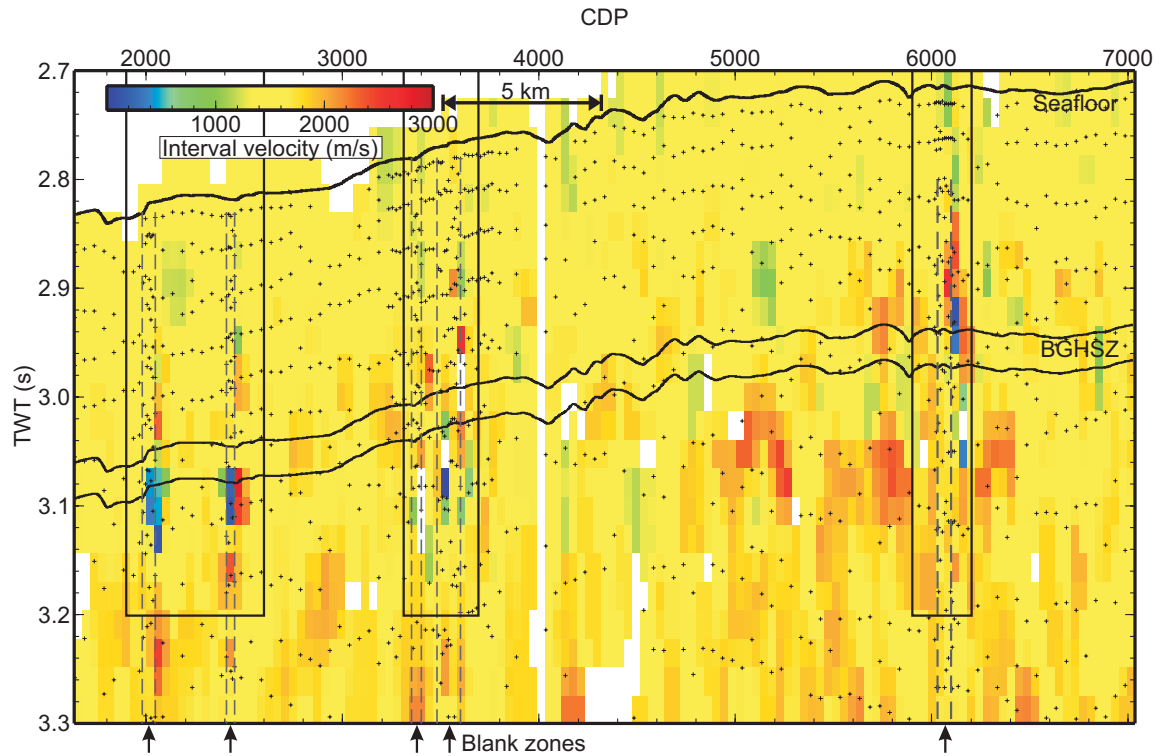 CDP
2000 3000 4000 5000 6000 7000
2.7
5 km
Seafloor
1000 2000 3000
Interval velocity (m/s)
2.8
2.9
BGHSZ
3.0
TWT (s)
3.1
3.2
3.3
Blank zones